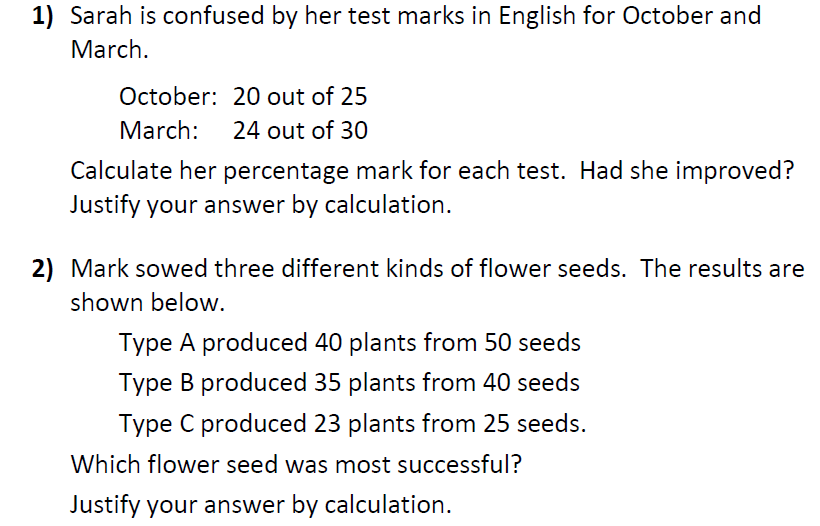 1) Sarah is confused by her test marks in English for October and
March.
October: 20 out of 25
March: 24 out of 30
Calculate her percentage mark for each test. Had she improved?
Justify your answer by calculation.
2) Mark sowed three different kinds of flower seeds. The results are
shown below.
Type A produced 40 plants from 50 seeds
Type B produced 35 plants from 40 seeds
Type C produced 23 plants from 25 seeds.
Which flower seed was most successful?
Justify your answer by calculation.